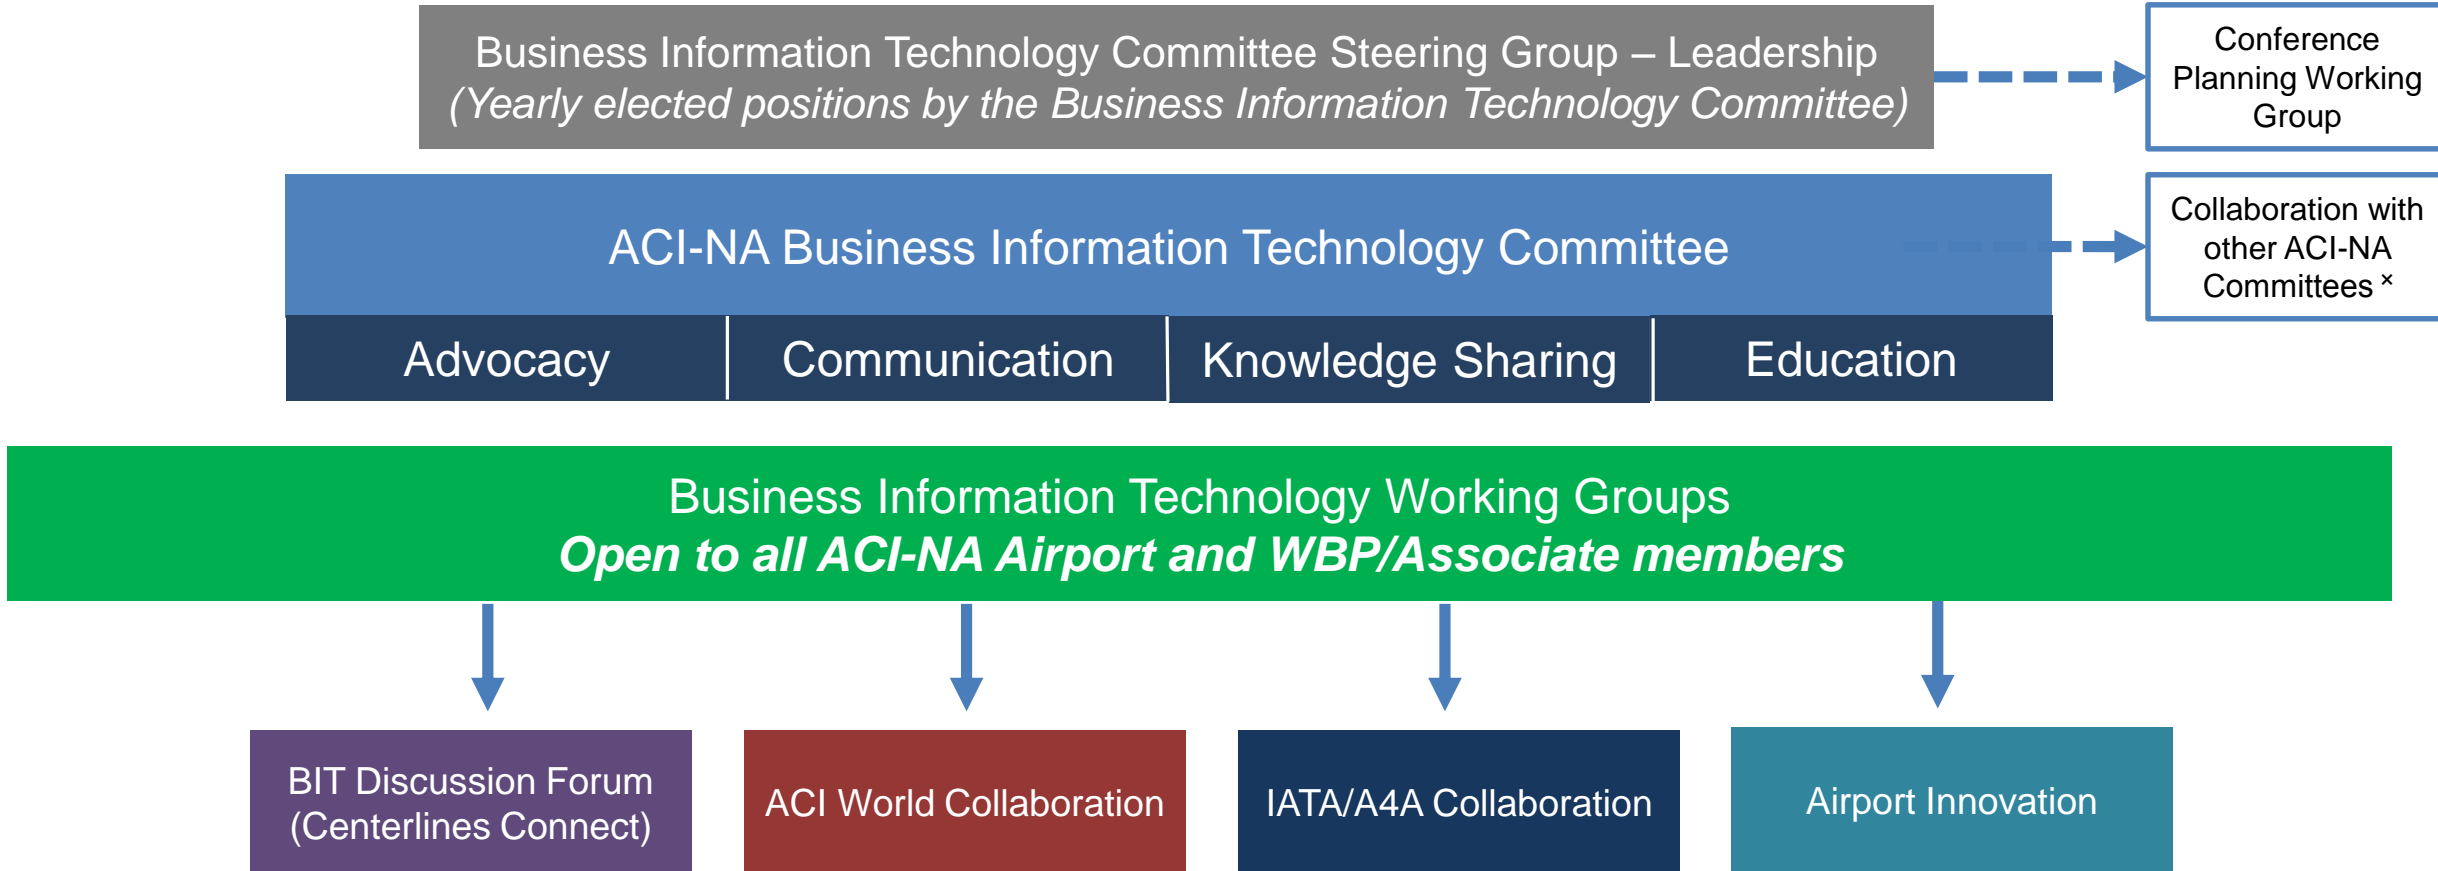 Business Information Technology Committee Steering Group – Leadership
(Yearly elected positions by the Business Information Technology Committee)
Conference
Planning Working
Group
ACI-NA Business Information Technology Committee
Collaboration with
other ACI-NA
Committees ˣ
Advocacy
Communication
Knowledge Sharing
Education
Business Information Technology Working Groups
Open to all ACI-NA Airport and WBP/Associate members
BIT Discussion Forum
(Centerlines Connect)
ACI World Collaboration
IATA/A4A Collaboration
Airport Innovation